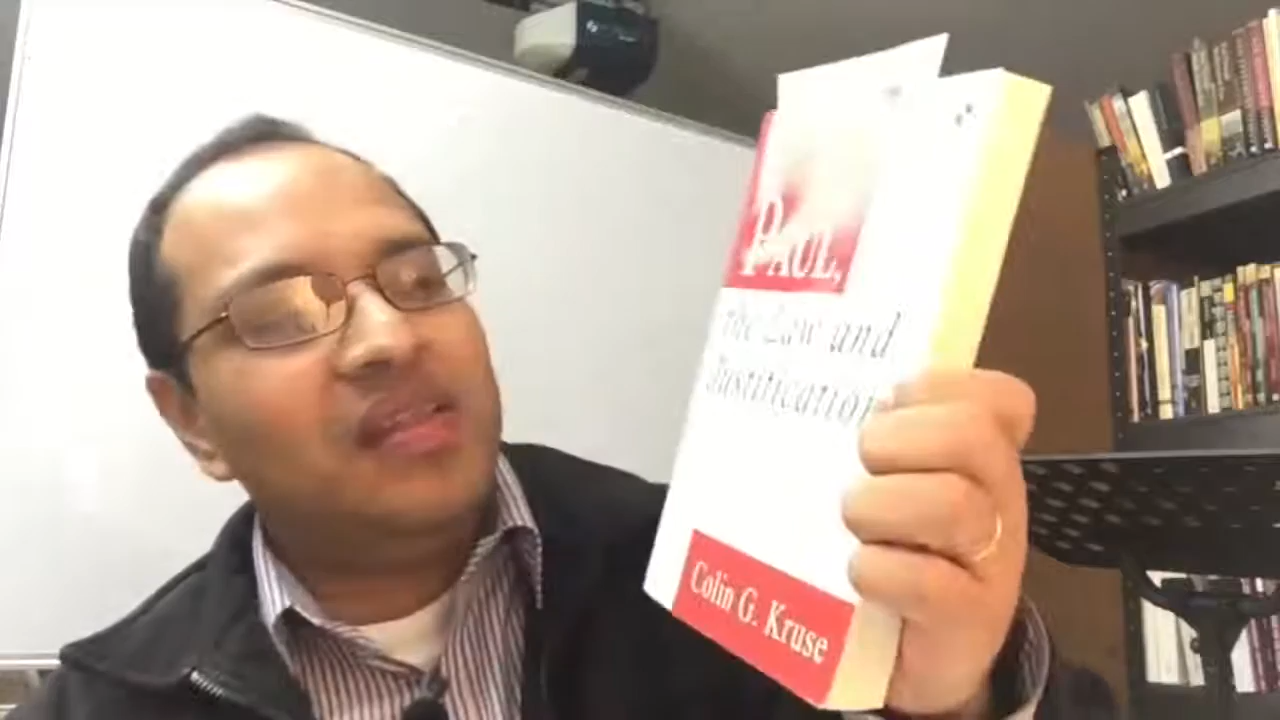 PAUL,
the Law and
Justification
Colin G. Kruse